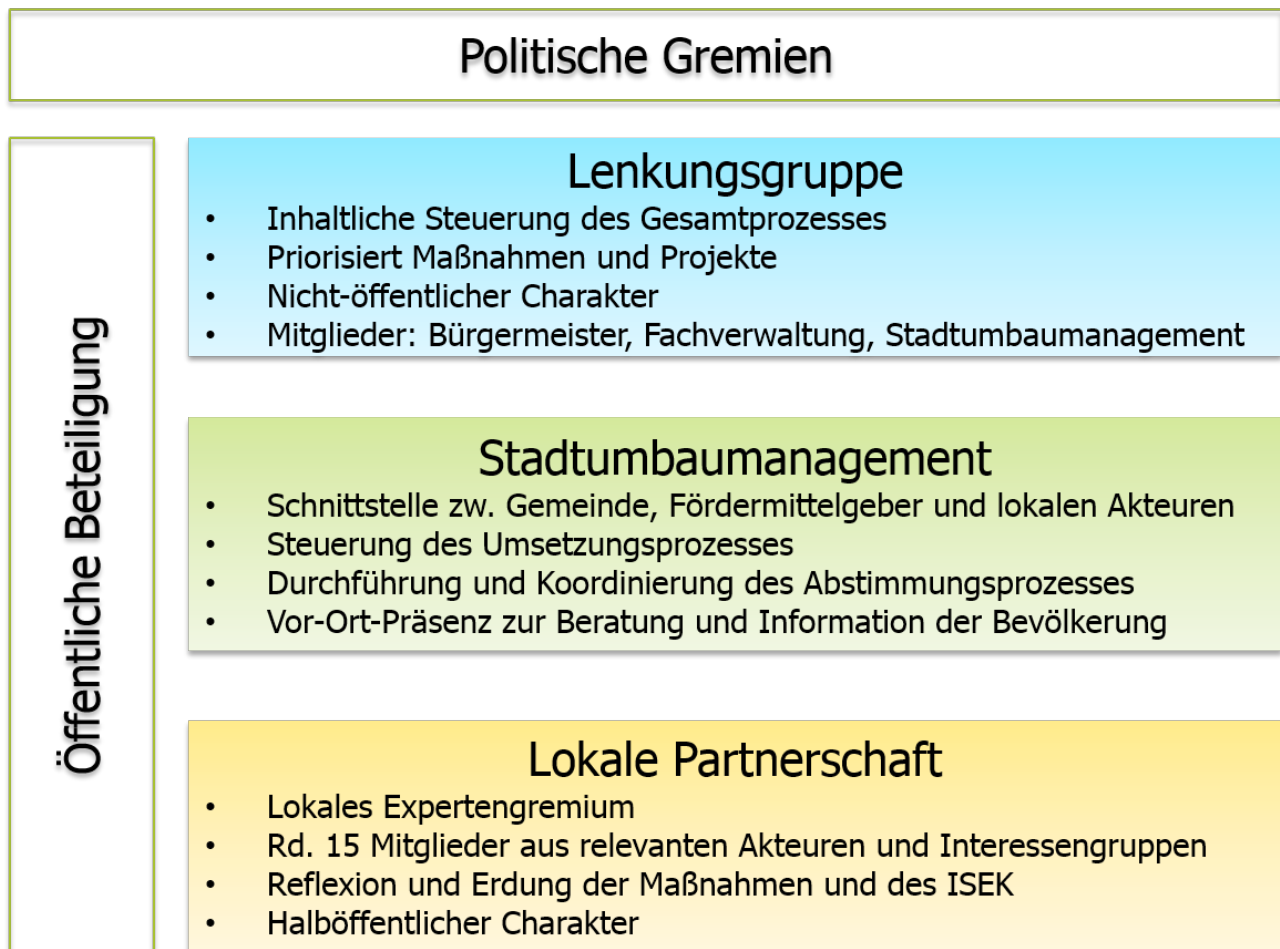 Politische Gremien
Öffentliche Beteiligung
Lenkungsgruppe
• Inhaltliche Steuerung des Gesamtprozesses
• Priorisiert Maßnahmen und Projekte
• Nicht-öffentlicher Charakter
• Mitglieder: Bürgermeister, Fachverwaltung, Stadtumbaumanagement
Stadtumbaumanagement
• Schnittstelle zw. Gemeinde, Fördermittelgeber und lokalen Akteuren
• Steuerung des Umsetzungsprozesses
• Durchführung und Koordinierung des Abstimmungsprozesses
• Vor-Ort-Präsenz zur Beratung und Information der Bevölkerung
Lokale Partnerschaft
• Lokales Expertengremium
• Rd. 15 Mitglieder aus relevanten Akteuren und Interessengruppen
• Reflexion und Erdung der Maßnahmen und des ISEK
• Halböffentlicher Charakter